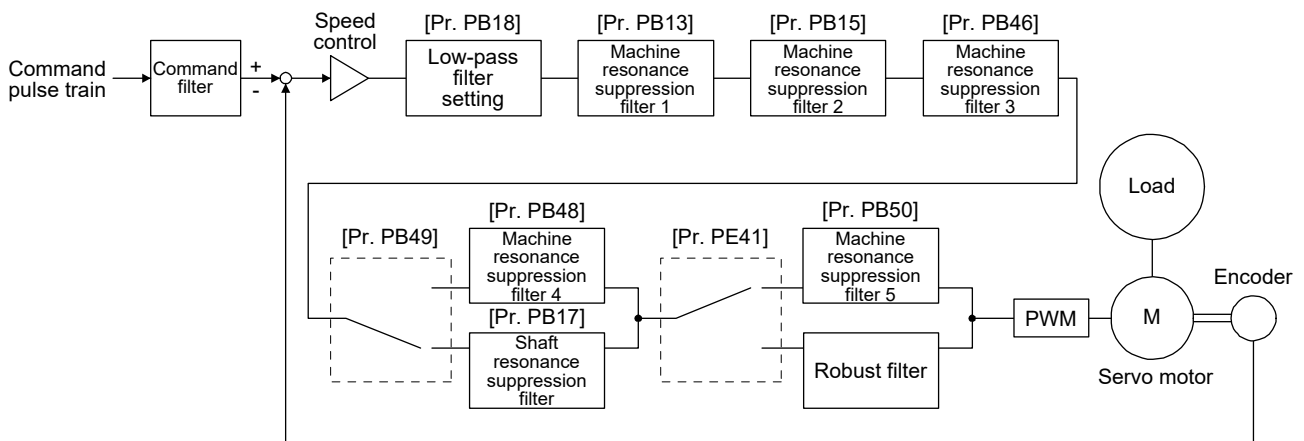 Command
pulse train
Command
filter
+
-
Speed
control
[Pr. PB18]
Low-pass
filter
setting
[Pr. PB13]
Machine
resonance
suppression
filter 1
[Pr. PB15]
Machine
resonance
suppression
filter 2
[Pr. PB46]
Machine
resonance
suppression
filter 3
[Pr. PB49]
[Pr. PB48]
Machine
resonance
suppression
filter 4
[Pr. PB17]
Shaft
resonance
suppression
filter
[Pr. PE41]
[Pr. PB50]
Machine
resonance
suppression
filter 5
Robust filter
PWM
Load
M
Servo motor
Encoder